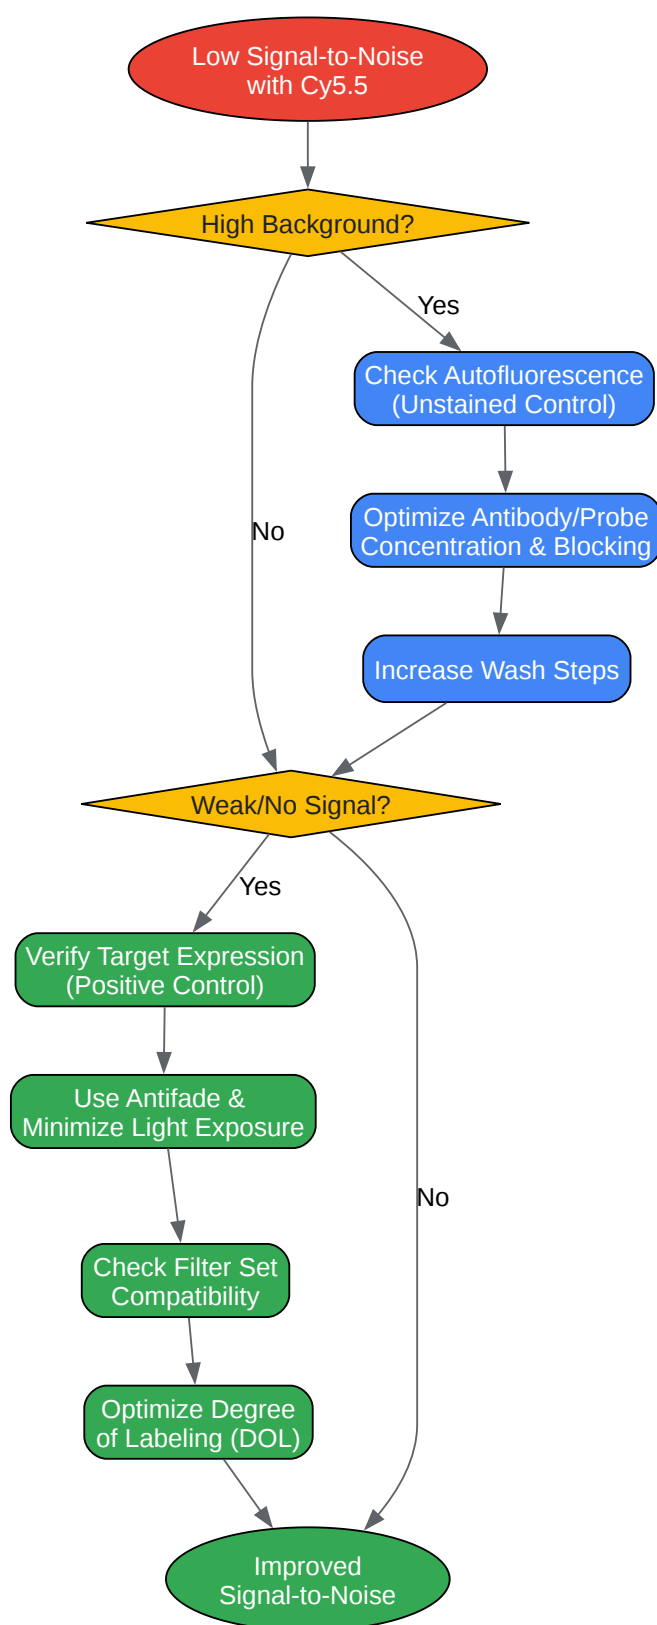 Low Signal-to-Noise
with Cy5.5
High Background?
Yes
Check Autofluorescence
(Unstained Control)
Optimize Antibody/Probe
Concentration & Blocking
No
Increase Wash Steps
Weak/No Signal?
Yes
Verify Target Expression
(Positive Control)
Use Antifade &
Minimize Light Exposure
No
Check Filter Set
Compatibility
Optimize Degree
of Labeling (DOL)
Improved
Signal-to-Noise